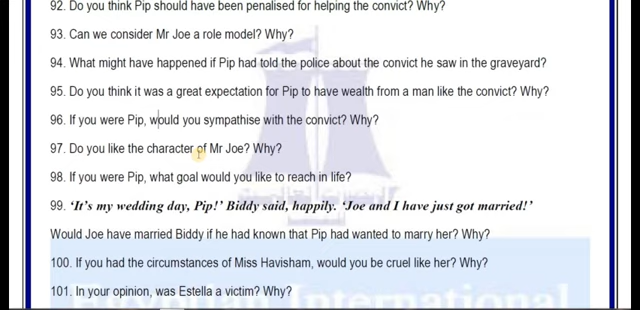 92. Do you think Pip should have been penalised for helping the convict? Why?
93. Can we consider Mr Joe a role model? Why?
94. What might have happened if Pip had told the police about the convict he saw in the graveyard?
95. Do you think it was a great expectation for Pip to have wealth from a man like the convict? Why?
96. If you were Pip, would you sympathise with the convict? Why?
97. Do you like the character of Mr Joe? Why?
98. If you were Pip, what goal would you like to reach in life?
99. ‘It’s my wedding day, Pip!’ Biddy said, happily. ‘Joe and I have just got married!’
Would Joe have married Biddy if he had known that Pip had wanted to marry her? Why?
100. If you had the circumstances of Miss Havisham, would you be cruel like her? Why?
101. In your opinion, was Estella a victim? Why?
International